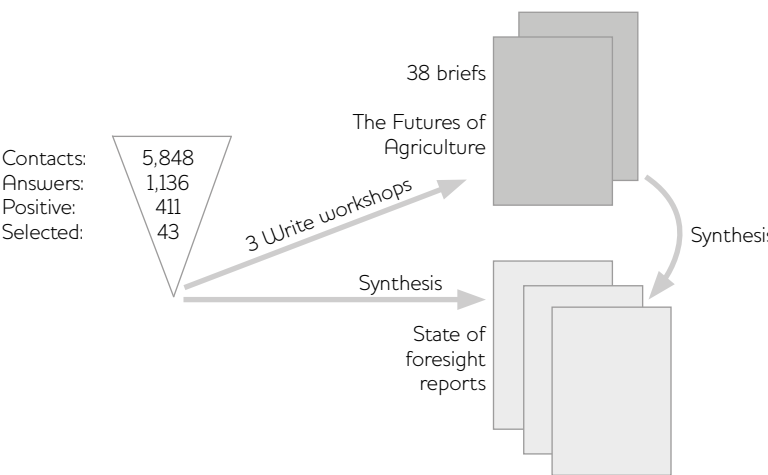 38 briefs
The Futures of
Agriculture
Contacts: 5,848
Answers: 1,136
Positive: 411
Selected: 43
3 Write workshops
Synthesis
Synthesis
State of
foresight
reports